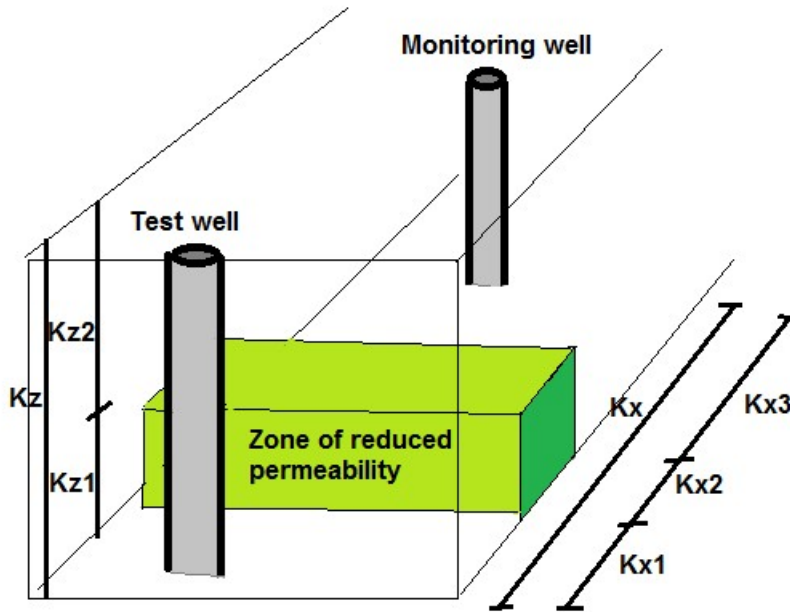 Monitoring well
Test well
Kz2
Kz
Kx
Kx3
Zone of reduced
permeability
Kz1
Kx2
Kx1